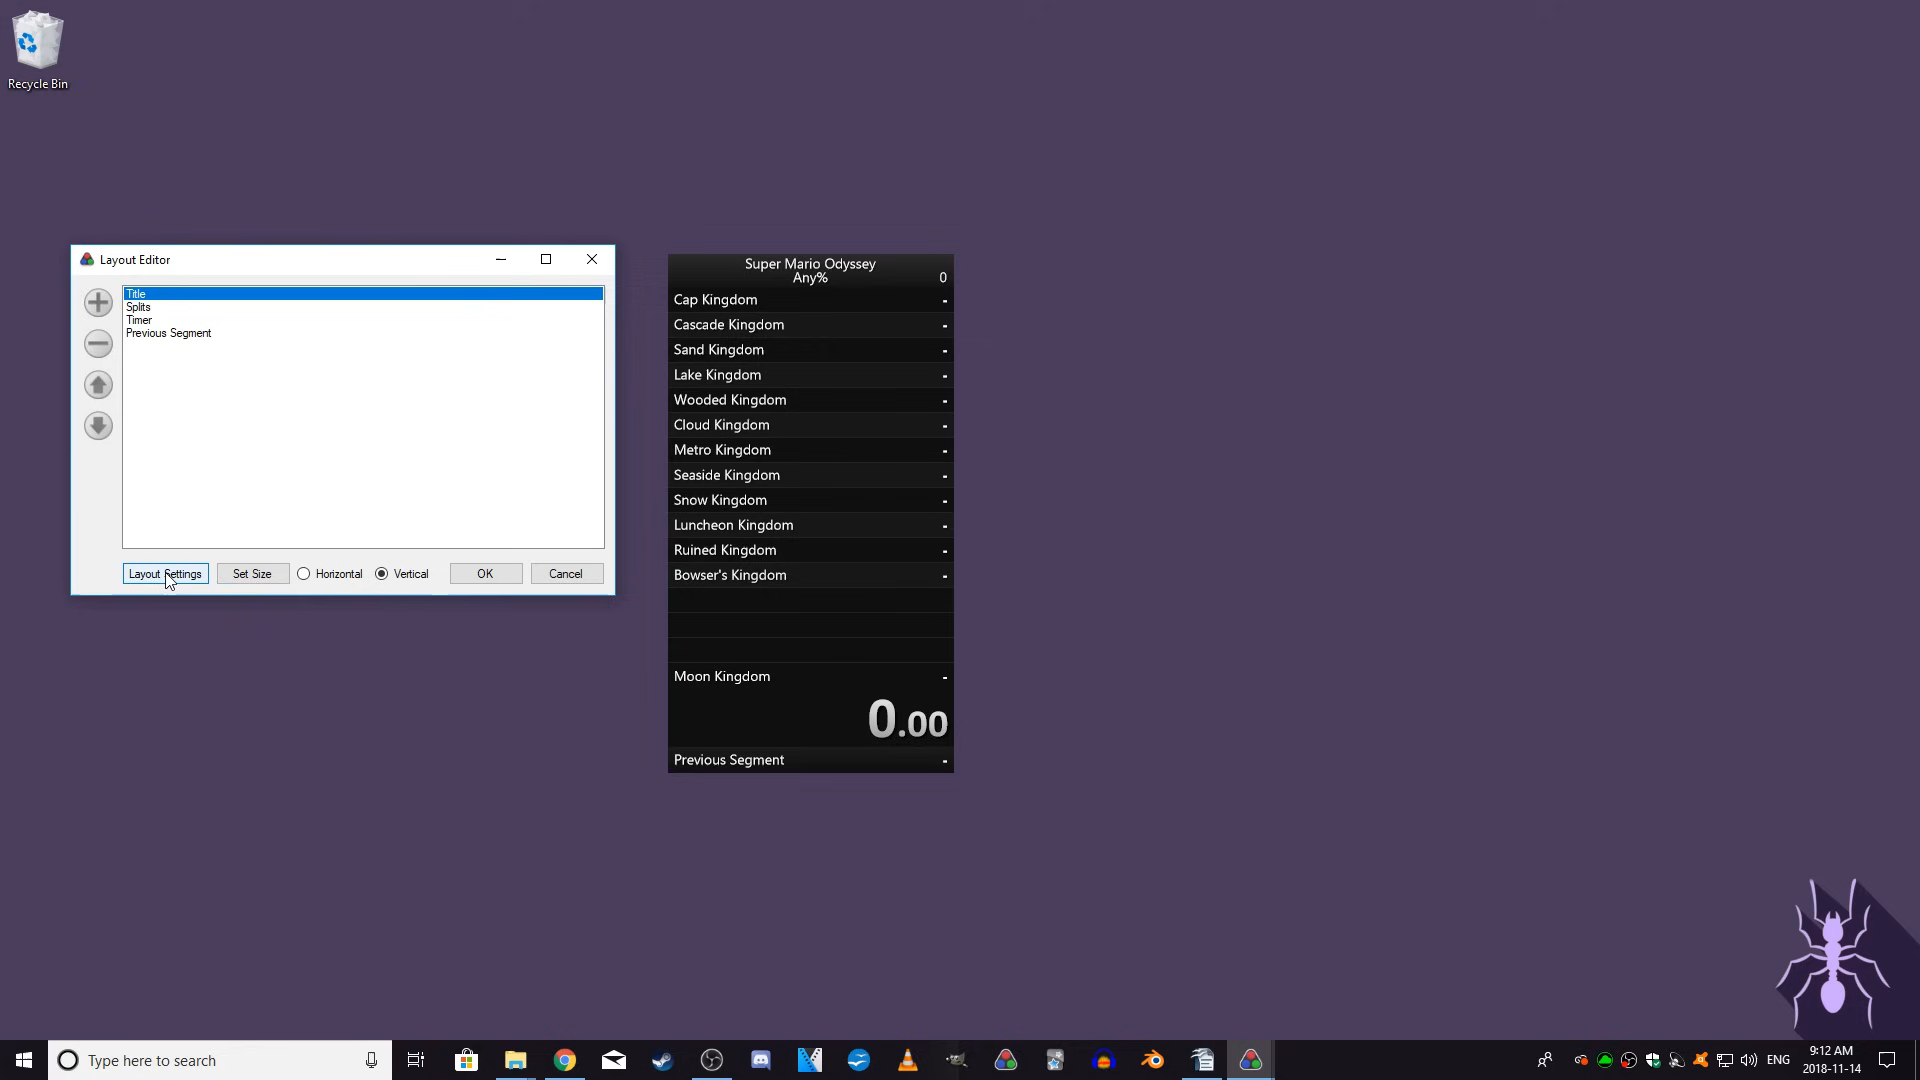 Recycle Bin
Layout Editor
Title
Splits
Timer
Previous Segment
Layout Settings
Set Size
Horizontal
Vertical
OK
Cancel
Super Mario Odyssey
Any%
0
Cap Kingdom -
Cascade Kingdom -
Sand Kingdom -
Lake Kingdom -
Wooded Kingdom -
Cloud Kingdom -
Metro Kingdom -
Seaside Kingdom -
Snow Kingdom -
Luncheon Kingdom -
Ruined Kingdom -
Bowser's Kingdom -
Moon Kingdom -
0.00
Previous Segment -
Type here to search
ENG
9:12 AM
2018-11-14